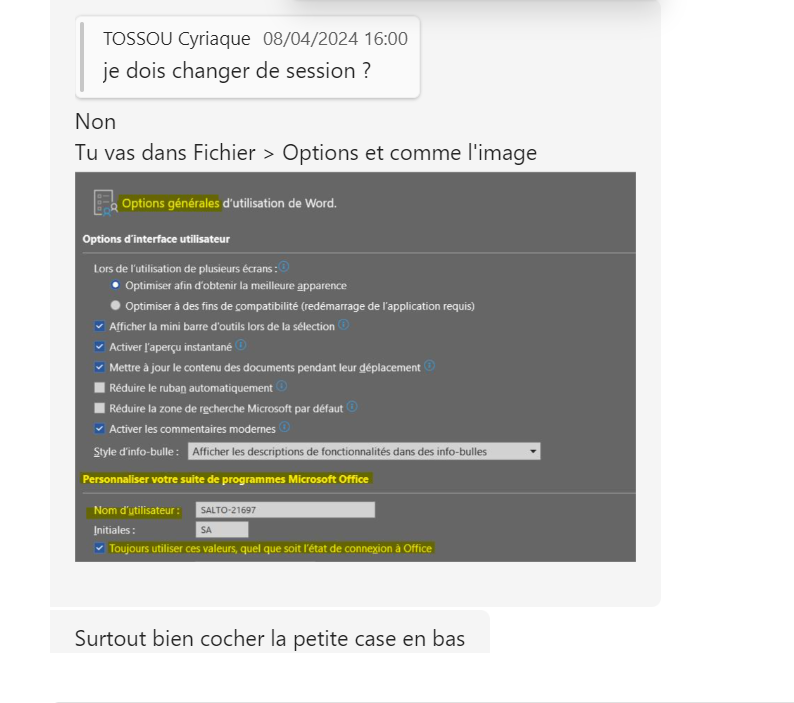 TOSSOU Cyriaque 08/04/2024 16:00
je dois changer de session ?
Non
Tu vas dans Fichier > Options et comme l'image
Options générales d'utilisation de Word.
Options d'interface utilisateur
Lors de l'utilisation de plusieurs écrans :
Optimiser afin d'obtenir la meilleure apparence
Optimiser à des fins de compatibilité (redémarrage de l'application requis)
Afficher la mini barre d'outils lors de la sélection
Activer l'aperçu instantané
Mettre à jour le contenu des documents pendant leur déplacement
Réduire le ruban automatiquement
Réduire la zone de recherche Microsoft par défaut
Activer les commentaires modernes
Style d'info-bulle : Afficher les descriptions de fonctionnalités dans des info-bulles
Personnaliser votre suite de programmes Microsoft Office
Nom d'utilisateur : SALTO-21697
Initiales : SA
Toujours utiliser ces valeurs, quel que soit l'état de connexion à Office
Surtout bien cocher la petite case en bas